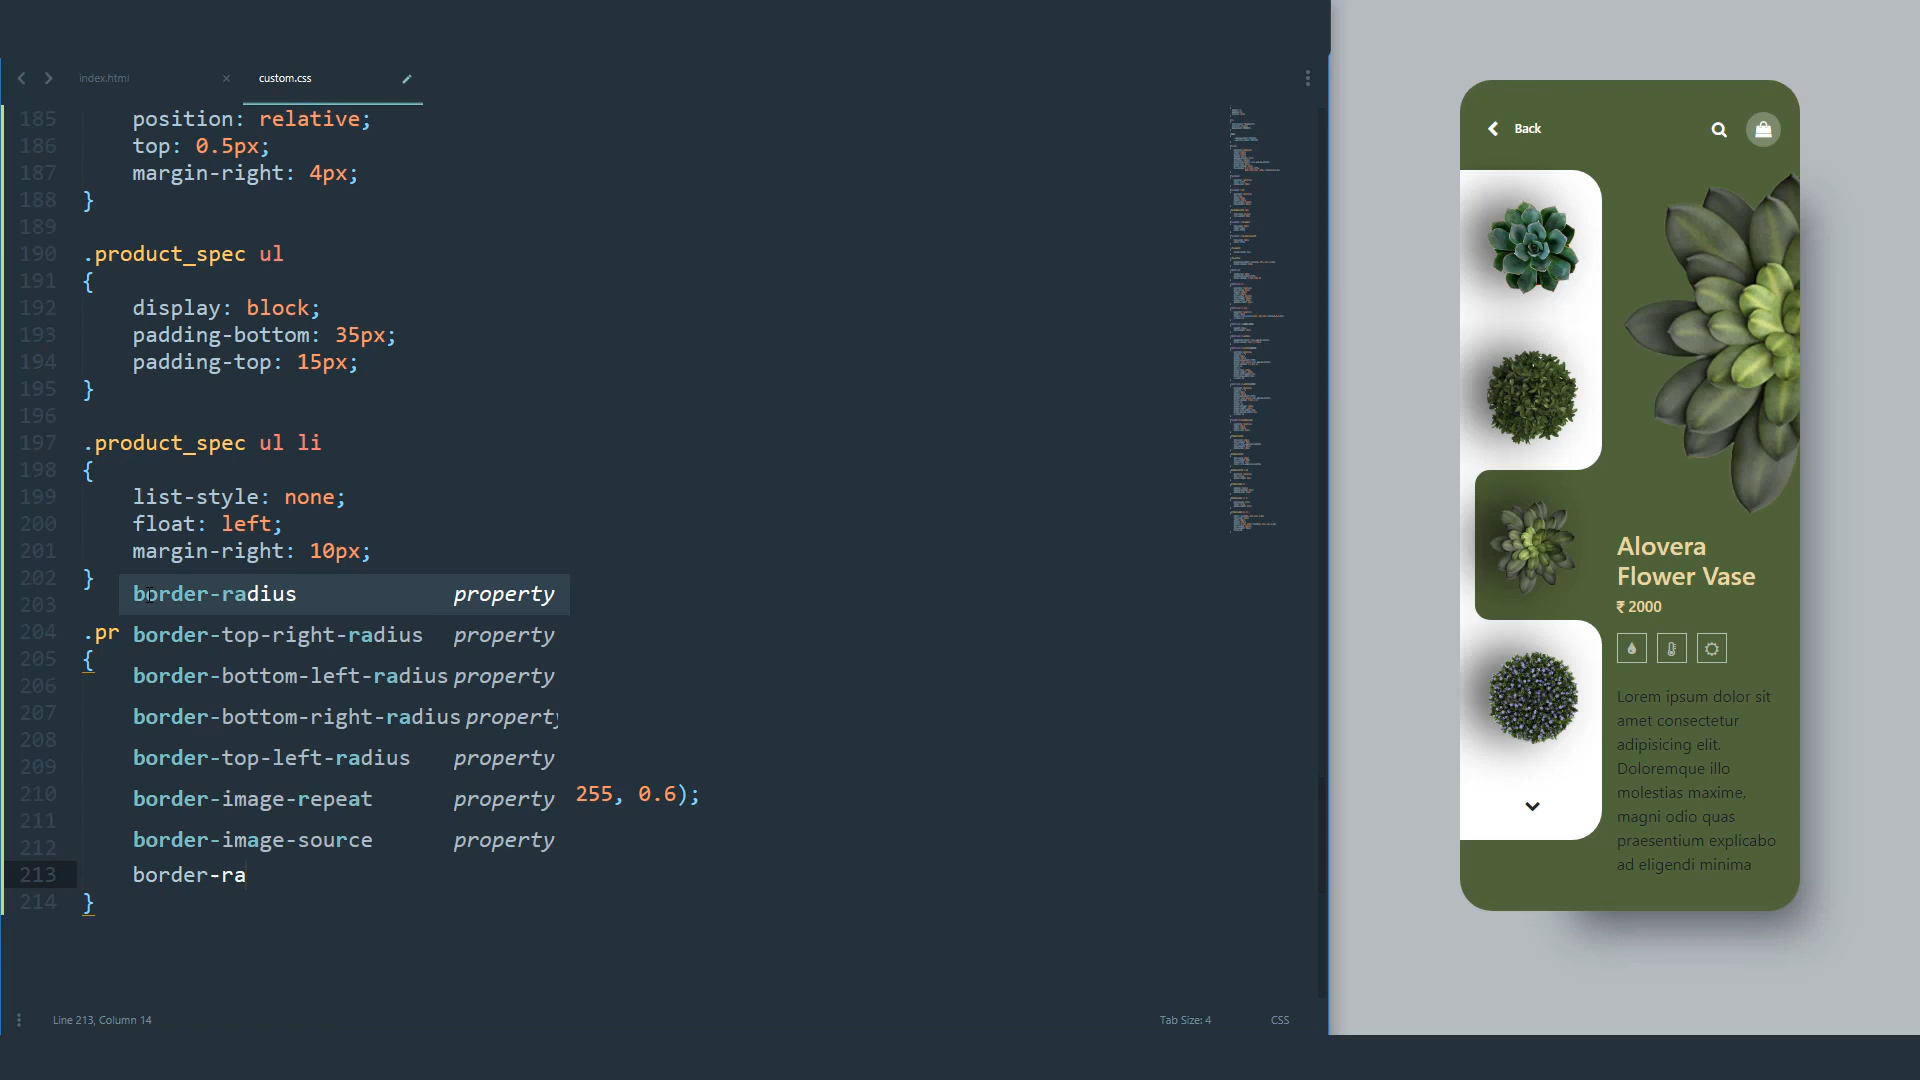 index.html
custom.css
185 position: relative;
186 top: 0.5px;
187 margin-right: 4px;
188 }
189
190 .product_spec ul
191 {
192 display: block;
193 padding-bottom: 35px;
194 padding-top: 15px;
195 }
196
197 .product_spec ul li
198 {
199 list-style: none;
200 float: left;
201 margin-right: 10px;
202 }
203
204 .pr
205 {
206
207
208
209
210 255, 0.6);
211
212
213 border-ra
214 }
border-radius property
border-top-right-radius property
border-bottom-left-radius property
border-bottom-right-radius property
border-top-left-radius property
border-image-repeat property
border-image-source property
Line 213, Column 14
Tab Size: 4
CSS
Back
Alovera
Flower Vase
₹ 2000
Lorem ipsum dolor sit
amet consectetur
adipisicing elit.
Doloremque illo
molestias maxime,
magni odio quas
praesentium explicabo
ad eligendi minima